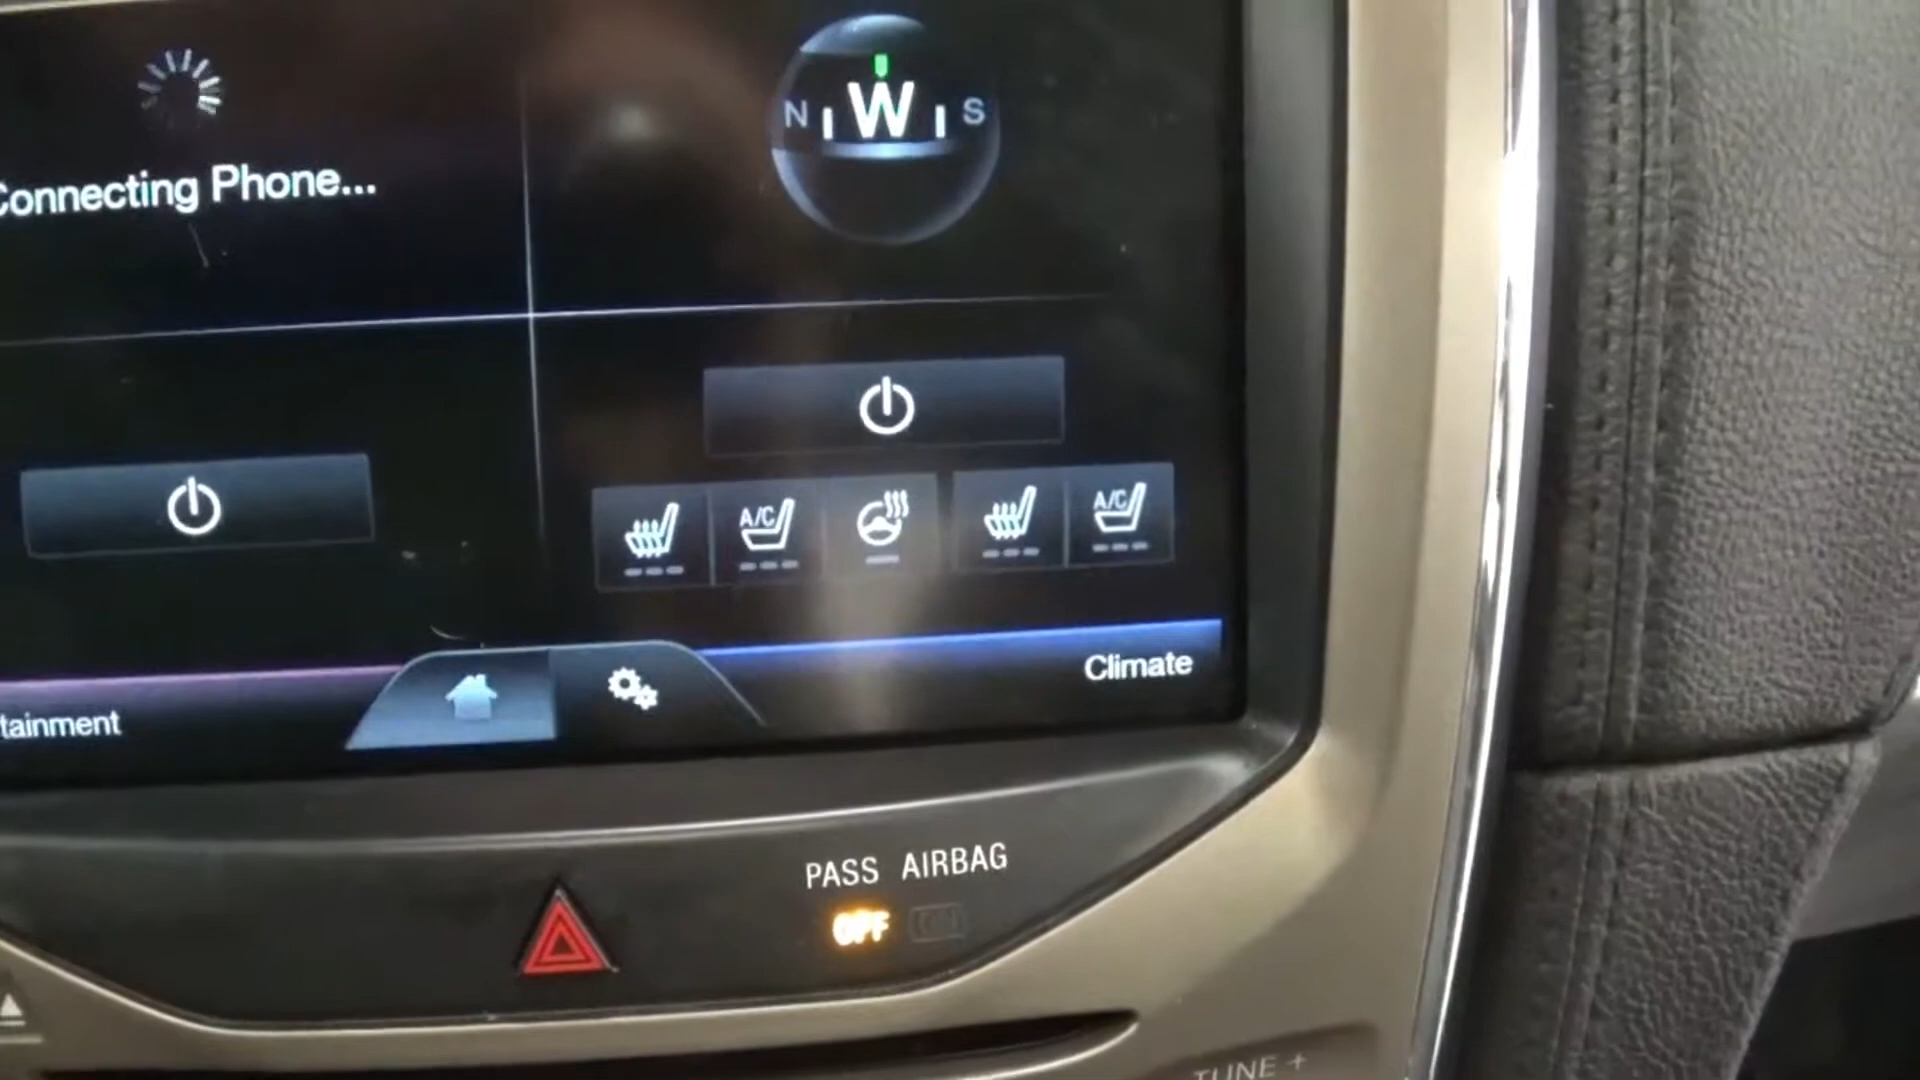 N W S
Connecting Phone...
A/C
A/C
Climate
tainment
PASS AIRBAG
OFF
TUNE +